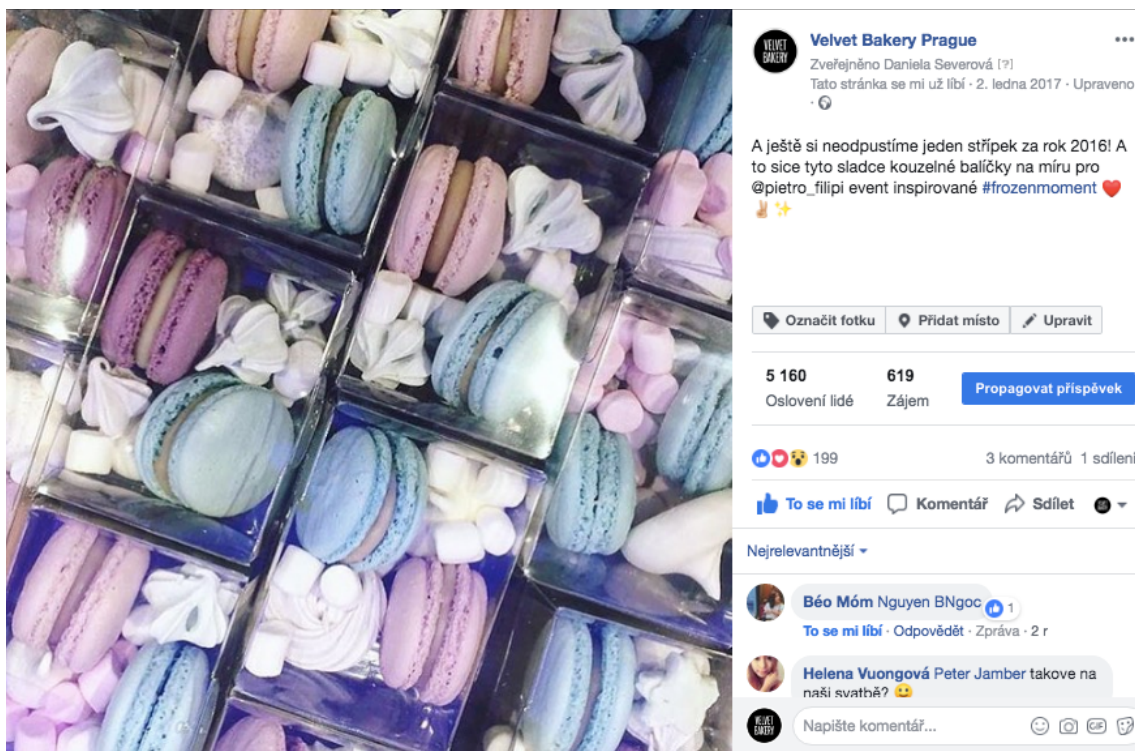 VELVET BAKERY
Velvet Bakery Prague
Zveřejněno Daniela Severová [?]
Tato stránka se mi už líbí · 2. ledna 2017 · Upraveno
·
A ještě si neodpustíme jeden střípek za rok 2016! A
to sice tyto sladce kouzelné balíčky na míru pro
@pietro_filipi event inspirované #frozenmoment ❤️
✌🏼✨
Označit fotku Přidat místo Upravit
5 160 619 Propagovat příspěvek
Oslovení lidé Zájem
199 3 komentářů 1 sdílení
To se mi líbí Komentář Sdílet
Nejrelevantnější
Béo Móm Nguyen BNgoc 1
To se mi líbí · Odpovědět · Zpráva · 2 r
Helena Vuongová Peter Jamber takove na
naši svatbě? 🙂
VELVET BAKERY
Napište komentář...
GIF